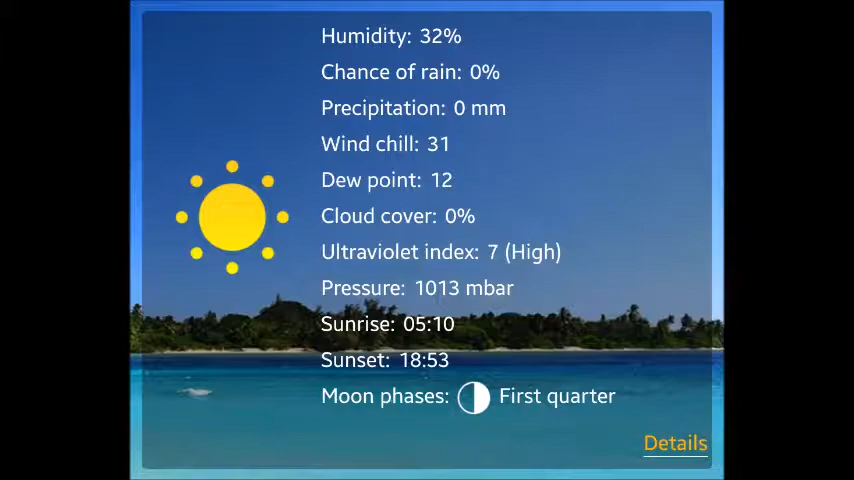 Humidity: 32%
Chance of rain: 0%
Precipitation: 0 mm
Wind chill: 31
Dew point: 12
Cloud cover: 0%
Ultraviolet index: 7 (High)
Pressure: 1013 mbar
Sunrise: 05:10
Sunset: 18:53
Moon phases: First quarter
Details